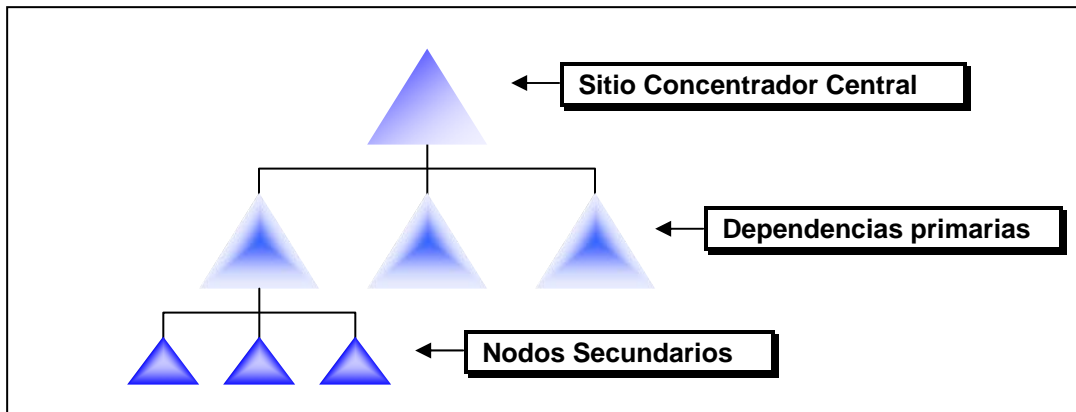 Sitio Concentrador Central
Dependencias primarias
Nodos Secundarios